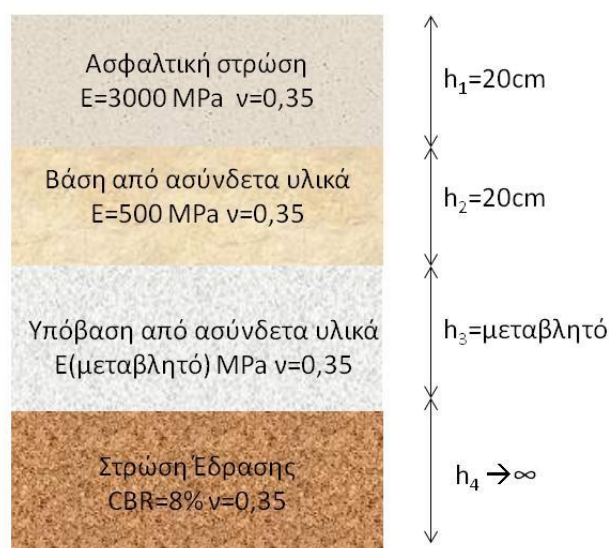 Ασφαλτική στρώση
Ε=3000 MPa ν=0,35
h₁=20cm
Βάση από ασύνδετα υλικά
Ε=500 MPa ν=0,35
h₂=20cm
Υπόβαση από ασύνδετα υλικά
Ε(μεταβλητό) MPa ν=0,35
h₃=μεταβλητό
Στρώση Έδρασης
CBR=8% ν=0,35
h₄ → ∞